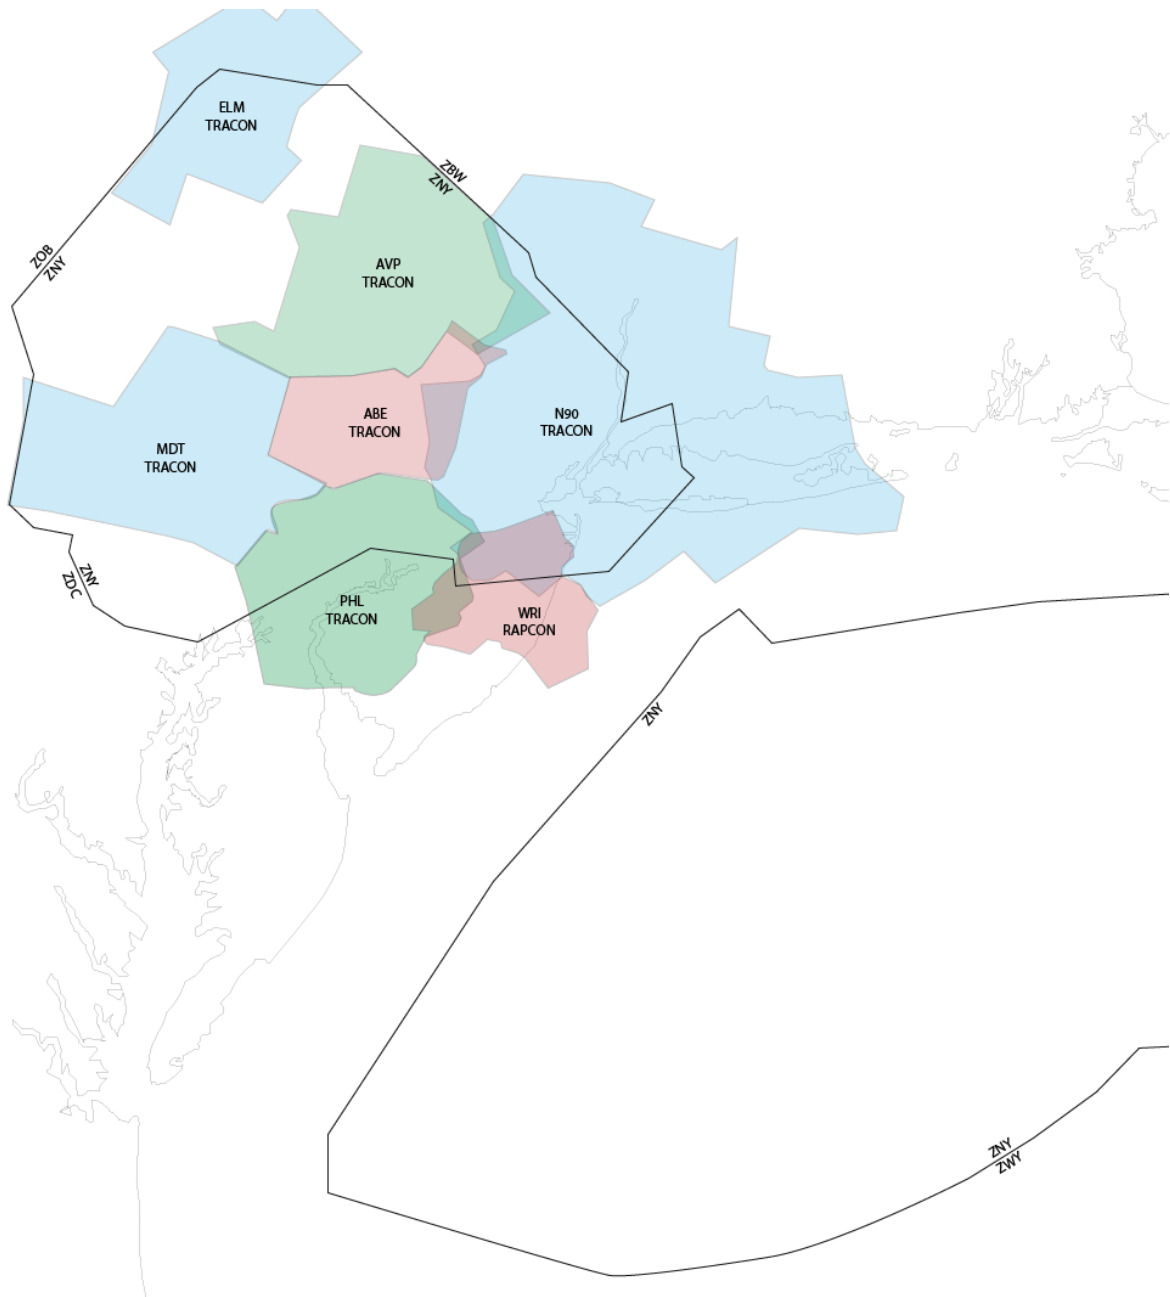 ELM
TRACON
ZBW
ZNY
ZOB
ZNY
AVP
TRACON
ABE
TRACON
N90
TRACON
MDT
TRACON
ZNY
ZDC
PHL
TRACON
WRI
RAPCON
ZNY
ZNY
ZWY